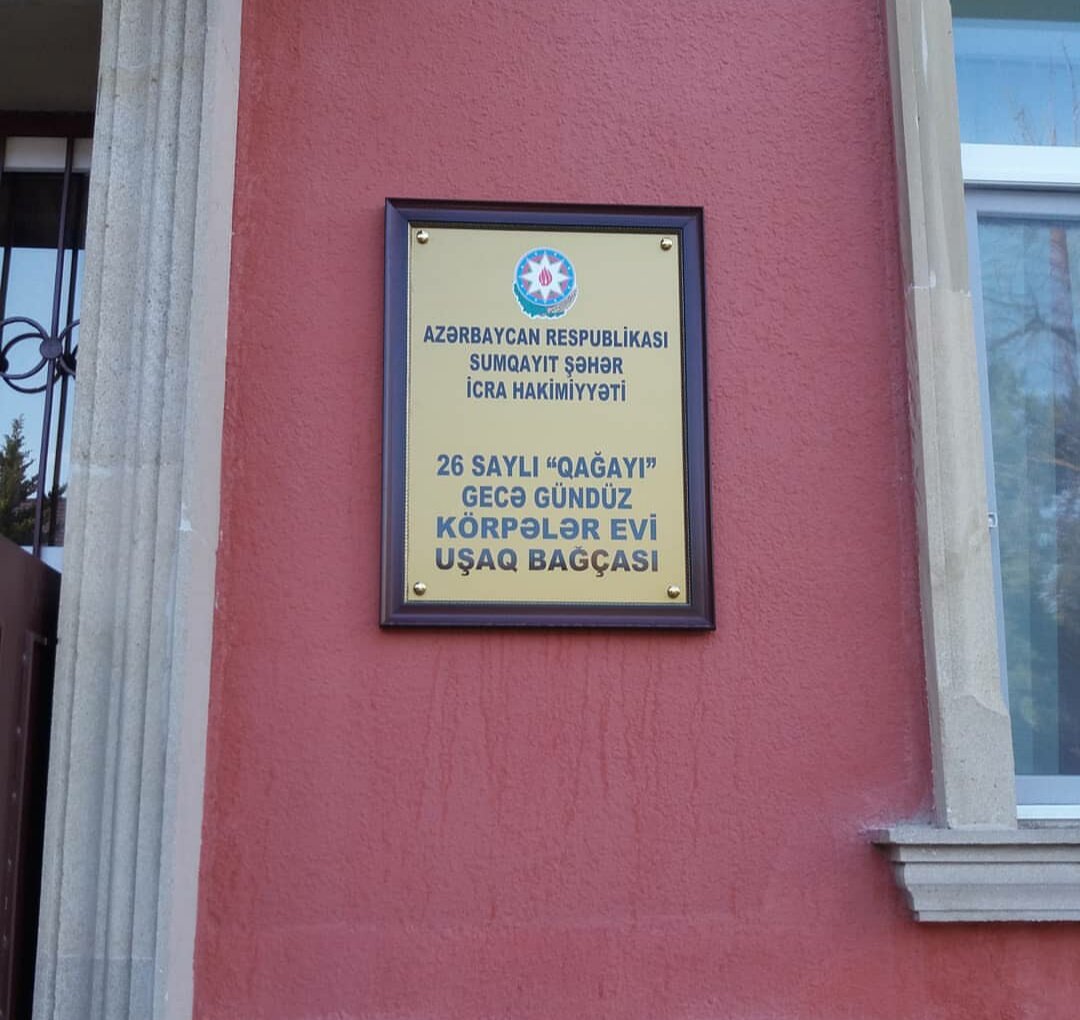 AZƏRBAYCAN RESPUBLİKASI
SUMQAYIT ŞƏHƏR
İCRA HAKİMİYYƏTİ
26 SAYLI “QAĞAYI”
GECƏ GÜNDÜZ
KÖRPƏLƏR EVİ
UŞAQ BAĞÇASI